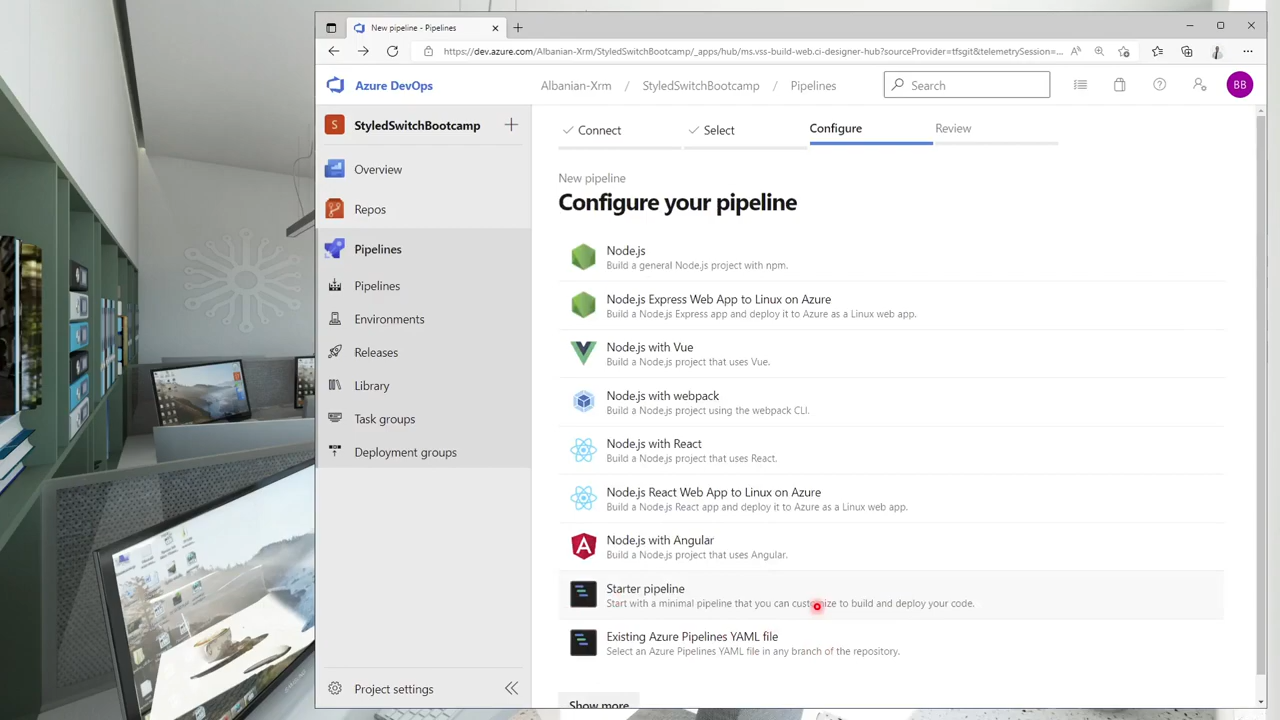 New pipeline - Pipelines
https://dev.azure.com/Albanian-Xrm/StyledSwitchBootcamp/_apps/hub/ms.vss-build-web.ci-designer-hub?sourceProvider=tfsgit&telemetrySession=...
Azure DevOps
Albanian-Xrm / StyledSwitchBootcamp / Pipelines
Search
BB
S StyledSwitchBootcamp
Overview
Repos
Pipelines
Pipelines
Environments
Releases
Library
Task groups
Deployment groups
Project settings
Connect
Select
Configure
Review
New pipeline
Configure your pipeline
Node.js
Build a general Node.js project with npm.
Node.js Express Web App to Linux on Azure
Build a Node.js Express app and deploy it to Azure as a Linux web app.
Node.js with Vue
Build a Node.js project that uses Vue.
Node.js with webpack
Build a Node.js project using the webpack CLI.
Node.js with React
Build a Node.js project that uses React.
Node.js React Web App to Linux on Azure
Build a Node.js React app and deploy it to Azure as a Linux web app.
Node.js with Angular
Build a Node.js project that uses Angular.
Starter pipeline
Start with a minimal pipeline that you can customize to build and deploy your code.
Existing Azure Pipelines YAML file
Select an Azure Pipelines YAML file in any branch of the repository.
Show more